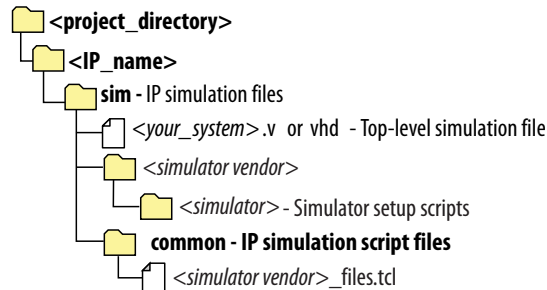 <project_directory>
<IP_name>
sim - IP simulation files
<your_system>.v or vhd - Top-level simulation file
<simulator vendor>
<simulator> - Simulator setup scripts
common - IP simulation script files
<simulator vendor>_files.tcl